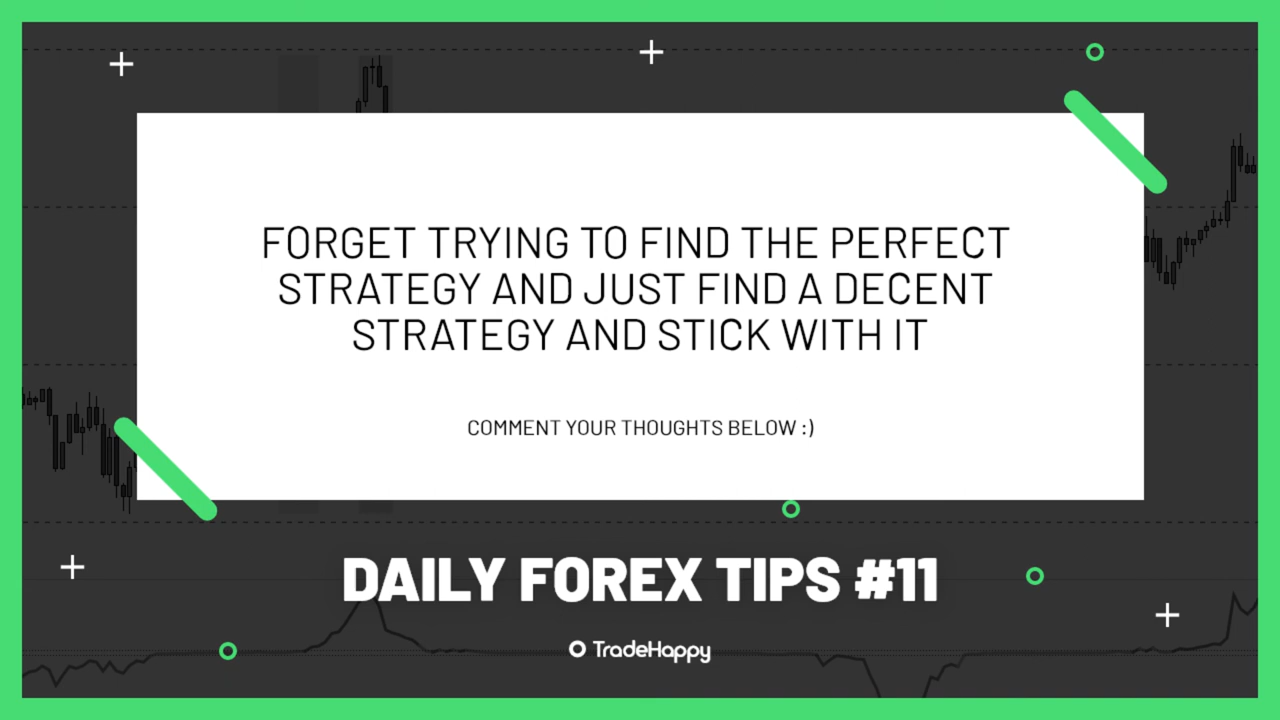 FORGET TRYING TO FIND THE PERFECT
STRATEGY AND JUST FIND A DECENT
STRATEGY AND STICK WITH IT
COMMENT YOUR THOUGHTS BELOW :)
DAILY FOREX TIPS #11
TradeHappy